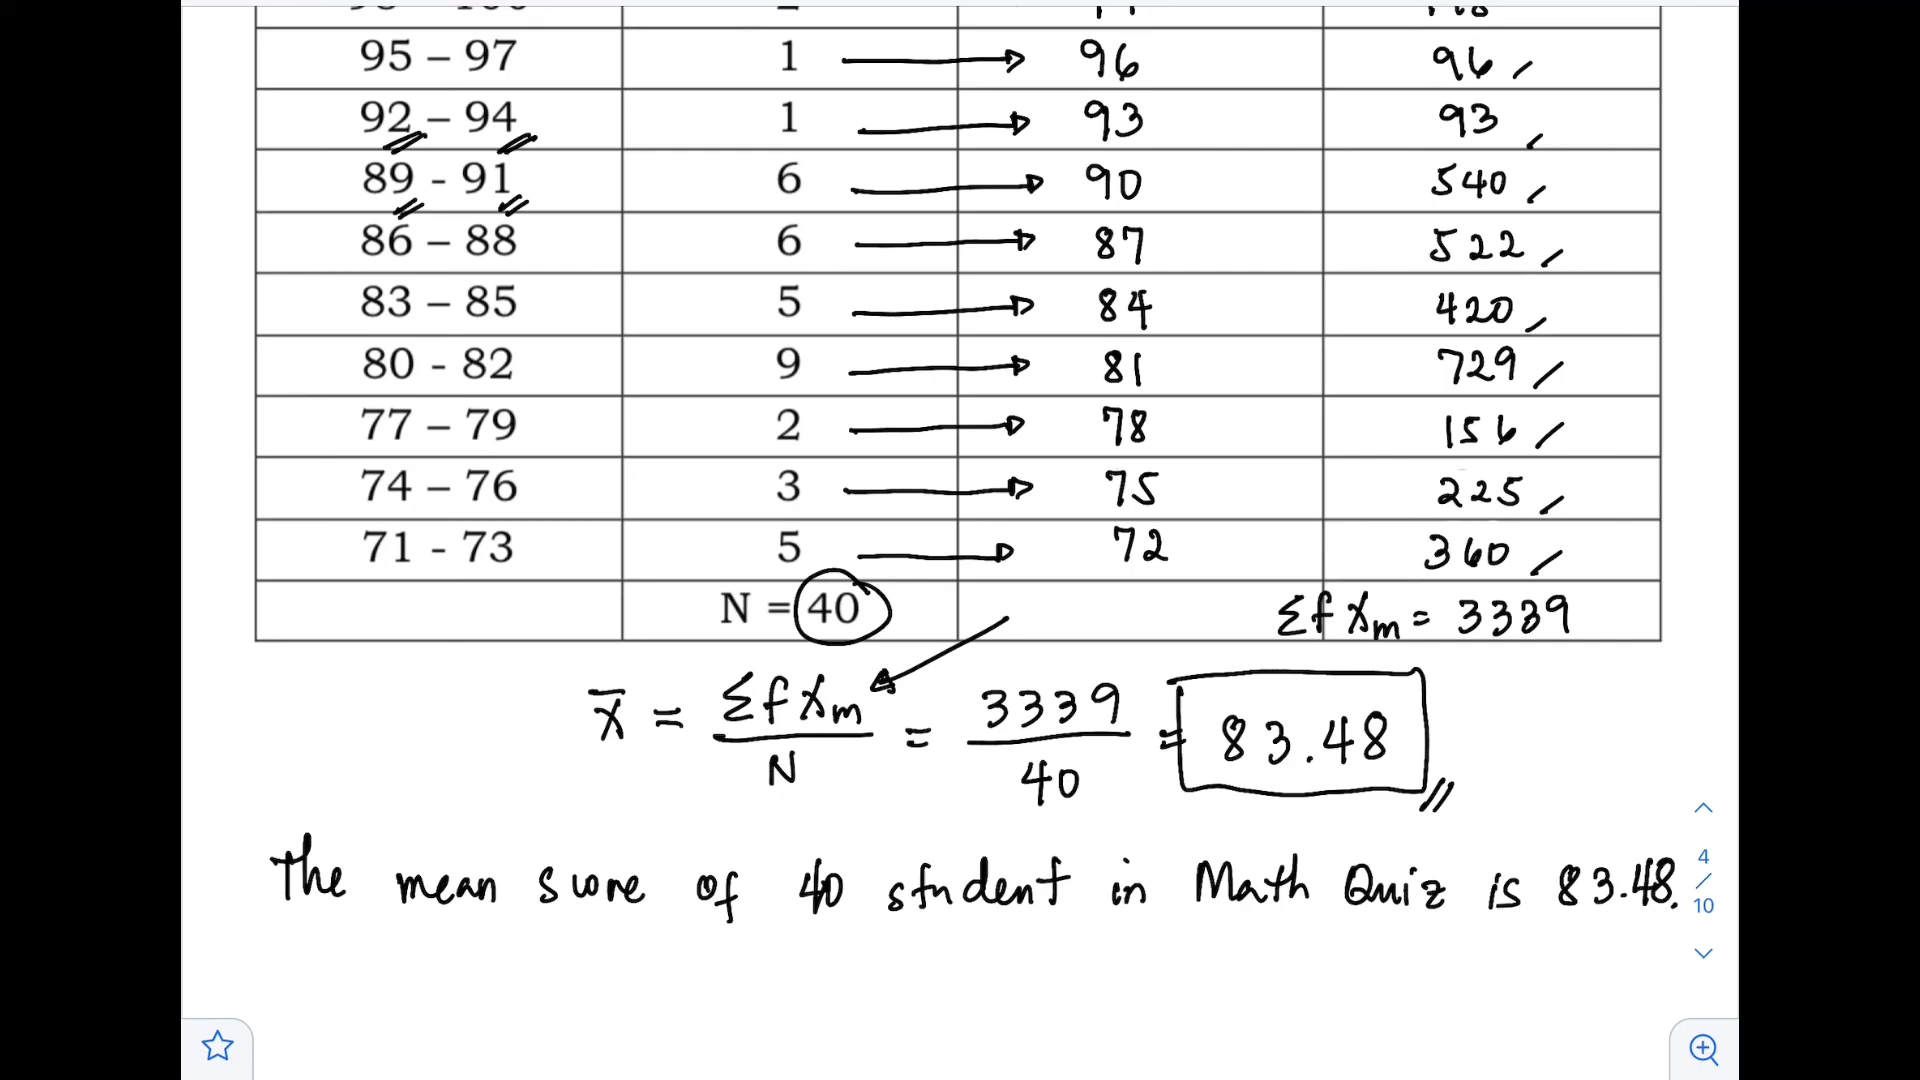 95 – 97 1 96 96
92 – 94 1 93 93
89 - 91 6 90 540
86 – 88 6 87 522
83 – 85 5 84 420
80 - 82 9 81 729
77 – 79 2 78 156
74 – 76 3 75 225
71 - 73 5 72 360
N = 40 Σf Xm = 3339
x̄ = Σf Xm / N = 3339 / 40 = 83.48
The mean score of 40 student in Math Quiz is 83.48.
4
/
10